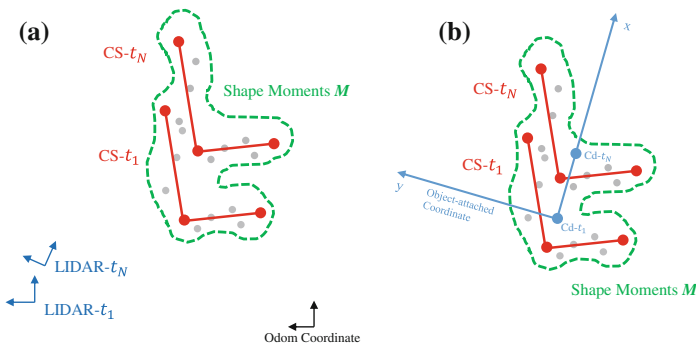 (a)
CS-t_N
Shape Moments M
CS-t_1
LIDAR-t_N
LIDAR-t_1
Odom Coordinate
(b)
x
CS-t_N
Cd-t_N
CS-t_1
y
Object-attached
Coordinate
Cd-t_1
Shape Moments M